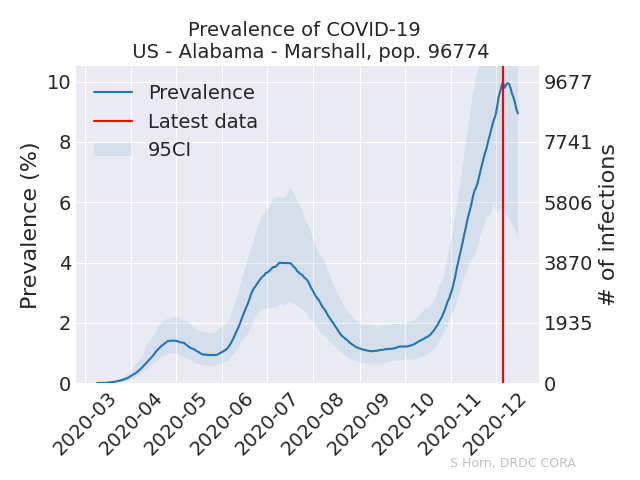 Prevalence of COVID-19
US - Alabama - Marshall, pop. 96774
Prevalence
Latest data
95CI
Prevalence (%)
10
8
6
4
2
0
9677
7741
5806
3870
1935
0
# of infections
2020-03
2020-04
2020-05
2020-06
2020-07
2020-08
2020-09
2020-10
2020-11
2020-12
S Horn, DRDC CORA